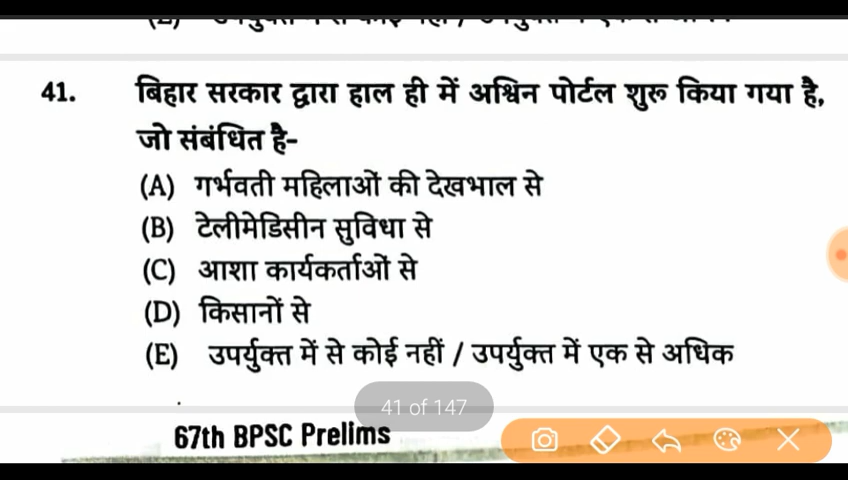 41. बिहार सरकार द्वारा हाल ही में अश्विन पोर्टल शुरू किया गया है,
जो संबंधित है-
(A) गर्भवती महिलाओं की देखभाल से
(B) टेलीमेडिसीन सुविधा से
(C) आशा कार्यकर्ताओं से
(D) किसानों से
(E) उपर्युक्त में से कोई नहीं / उपर्युक्त में एक से अधिक
41 of 147
67th BPSC Prelims